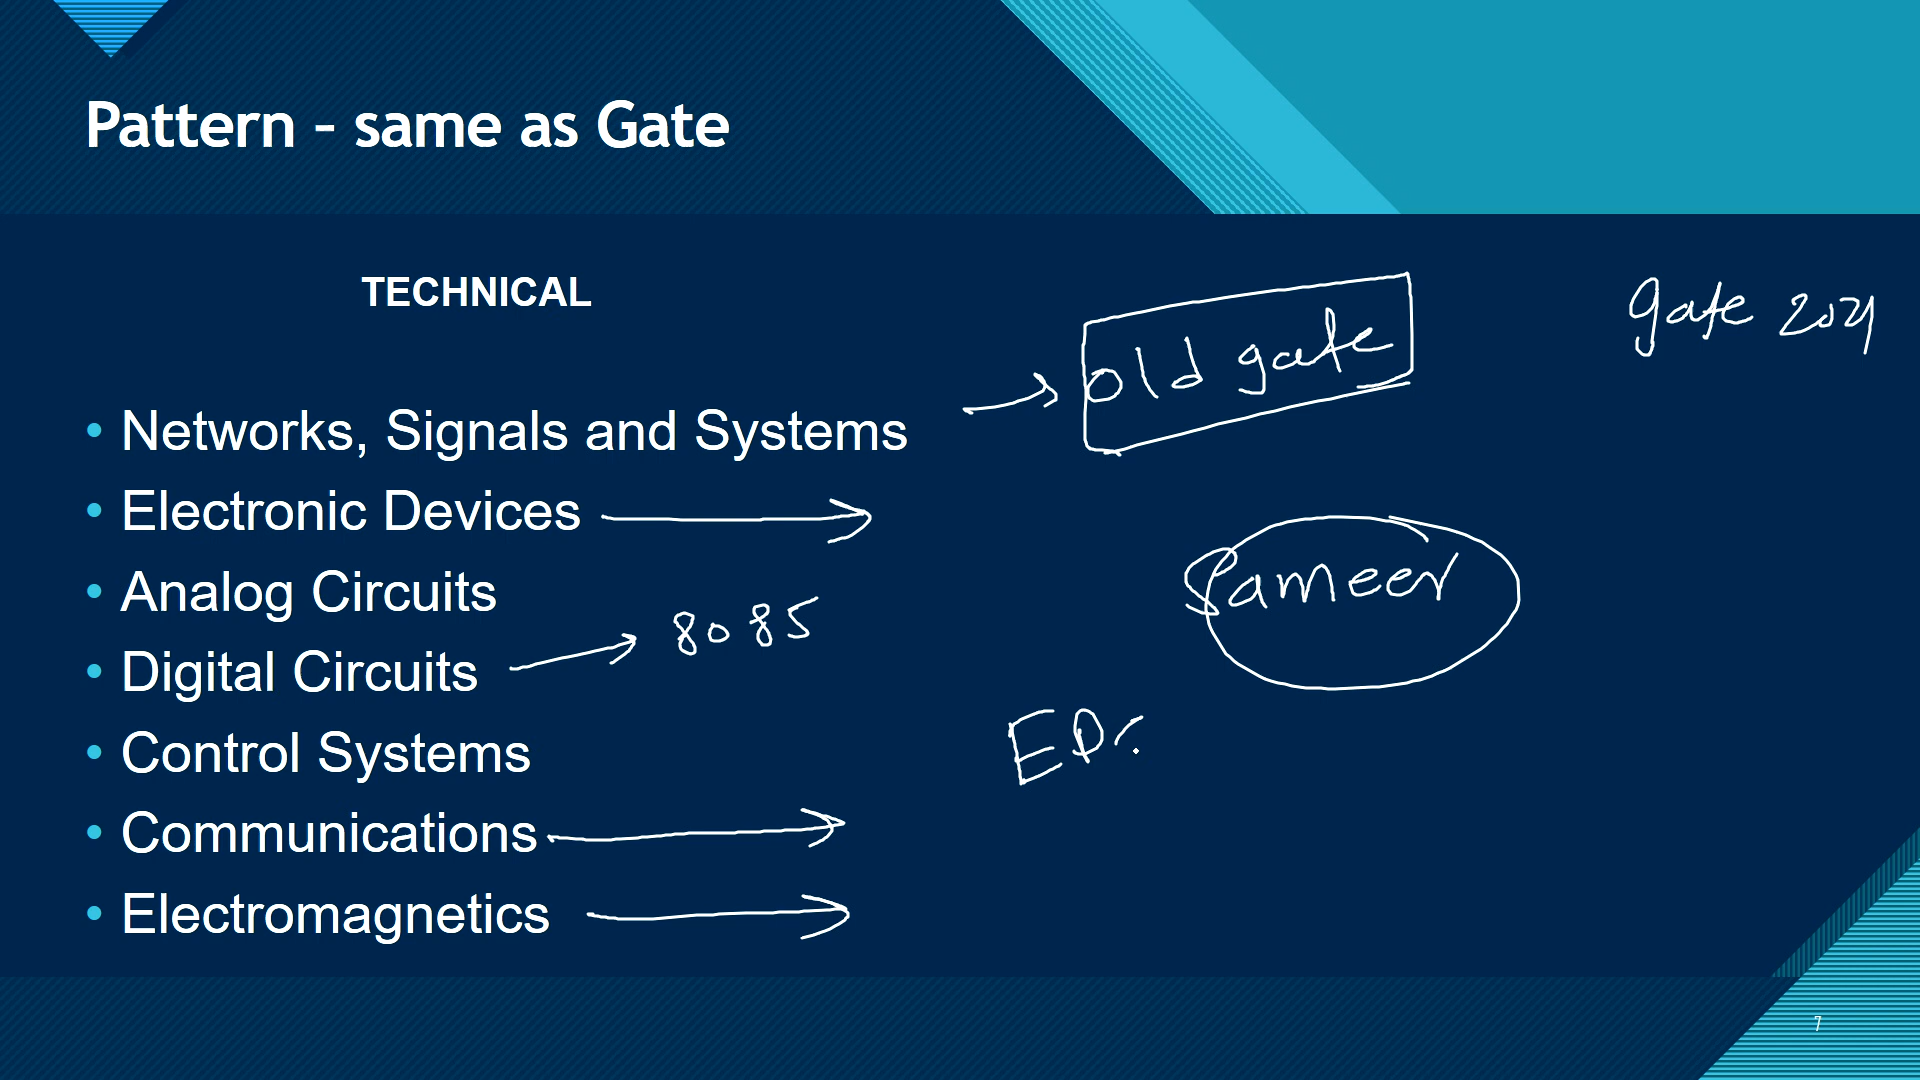 Pattern – same as Gate
TECHNICAL
old gate
gate 2021
• Networks, Signals and Systems
• Electronic Devices
Sameer
• Analog Circuits
8085
• Digital Circuits
• Control Systems
• Communications
• Electromagnetics
7